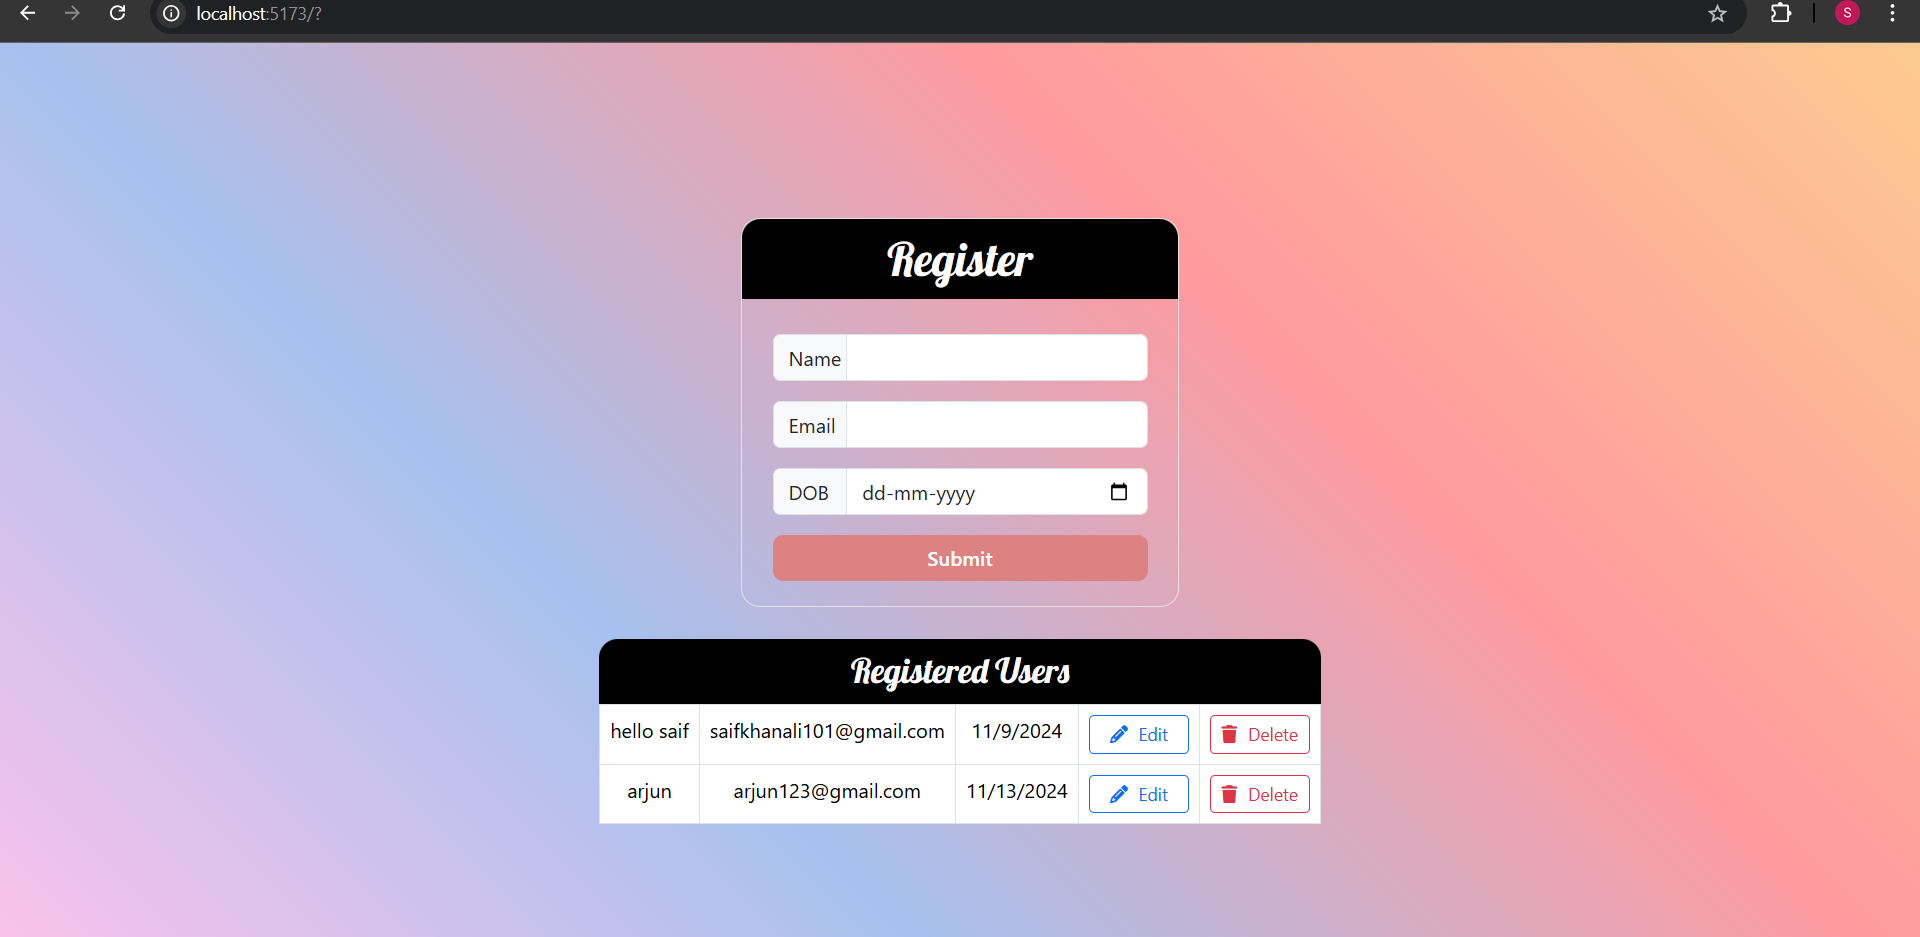 localhost:5173/?
S
Register
Name
Email
DOB dd-mm-yyyy
Submit
Registered Users
hello saif saifkhanali101@gmail.com 11/9/2024 Edit Delete
arjun arjun123@gmail.com 11/13/2024 Edit Delete